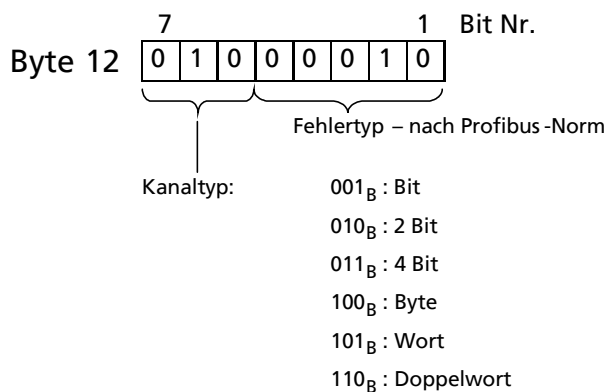 7 1 Bit Nr.
Byte 12 0 1 0 0 0 0 1 0
Fehlertyp – nach Profibus -Norm
Kanaltyp: 001B : Bit
010B : 2 Bit
011B : 4 Bit
100B : Byte
101B : Wort
110B : Doppelwort